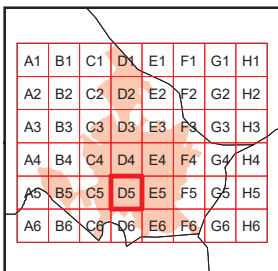 A1 B1 C1 D1 E1 F1 G1 H1
A2 B2 C2 D2 E2 F2 G2 H2
A3 B3 C3 D3 E3 F3 G3 H3
A4 B4 C4 D4 E4 F4 G4 H4
A5 B5 C5 D5 E5 F5 G5 H5
A6 B6 C6 D6 E6 F6 G6 H6